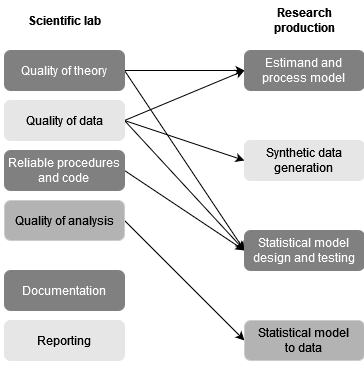 Scientific lab
Research
production
Quality of theory
Quality of data
Reliable procedures
and code
Quality of analysis
Documentation
Reporting
Estimand and
process model
Synthetic data
generation
Statistical model
design and testing
Statistical model
to data